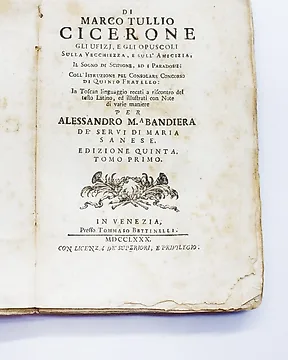 DI
MARCO TULLIO
CICERONE
GLI UFIZJ, E GLI OPUSCOLI
SULLA VECCHIEZZA, E SULL' AMICIZIA,
IL SOGNO DI SCIPIONE, ED I PARADOSSI:
COLL' ISTRUZIONE PEL CONSOLARE CONCORSO
DI QUINTO FRATELLO:
In Toscan linguaggio recati a riscontro del
testo Latino, ed illustrati con Note
di varie maniere
PER
ALESSANDRO M.A BANDIERA
DE' SERVI DI MARIA
SANESE.
EDIZIONE QUINTA.
TOMO PRIMO.
IN VENEZIA,
Presso TOMMASO BETTINELLI.
MDCCLXXX.
CON LICENZA DE' SUPERIORI, E PRIVILEGIO.